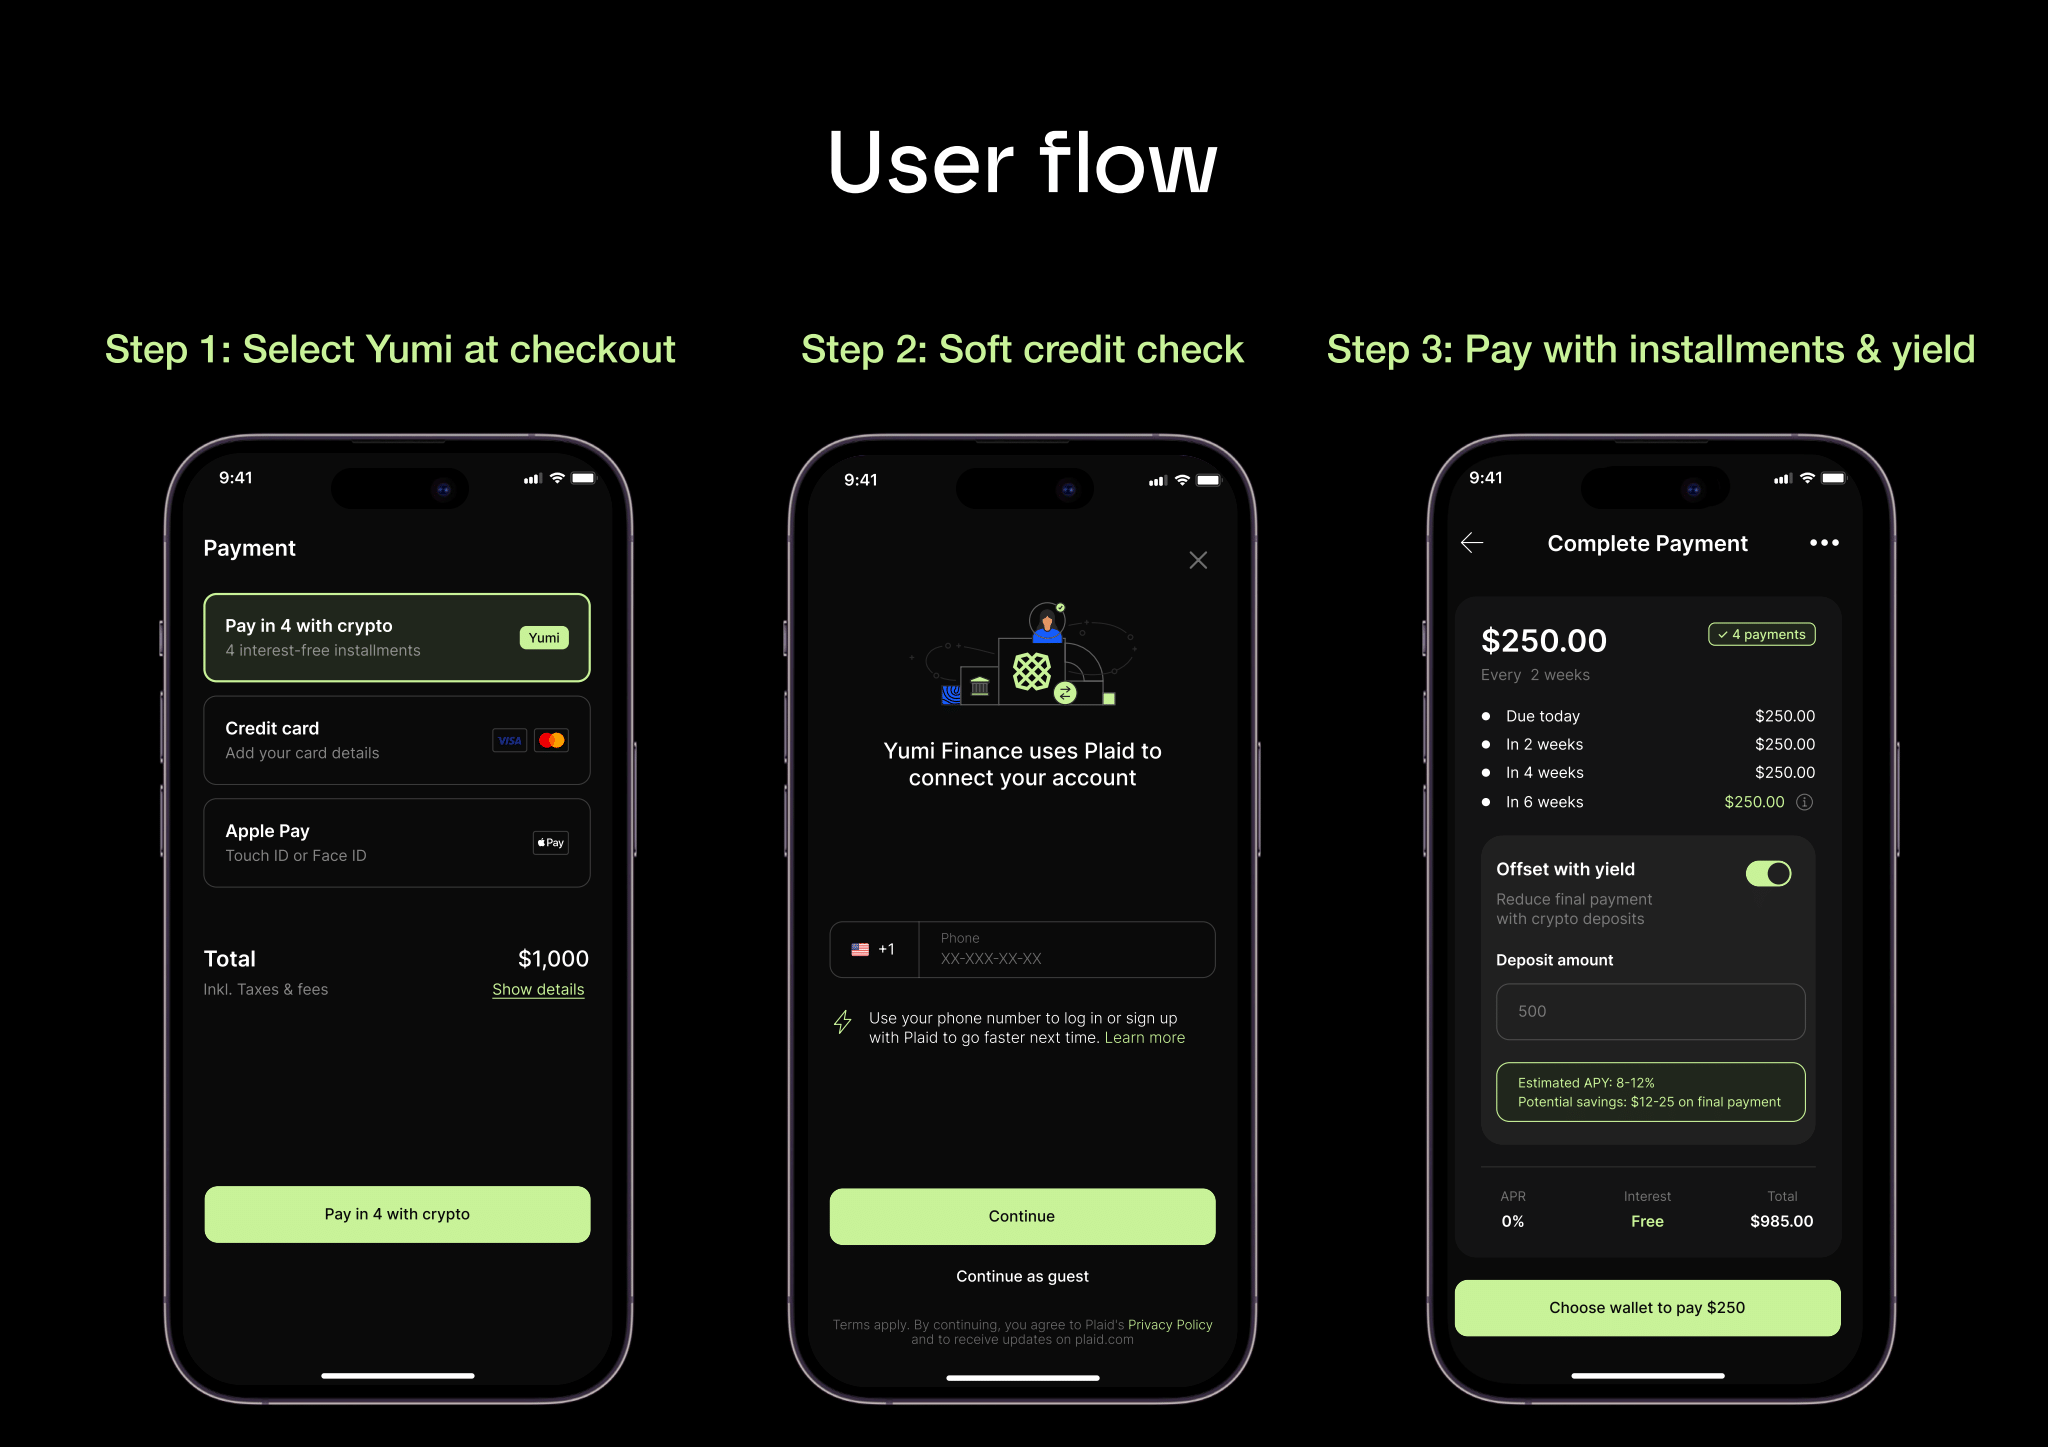 User flow
Step 1: Select Yumi at checkout
9:41
Payment
Pay in 4 with crypto
4 interest-free installments
Yumi
Credit card
Add your card details
VISA
Apple Pay
Touch ID or Face ID
Pay
Total
$1,000
Inkl. Taxes & fees
Show details
Pay in 4 with crypto
Step 2: Soft credit check
9:41
Yumi Finance uses Plaid to
connect your account
+1
Phone
XX-XXX-XX-XX
Use your phone number to log in or sign up
with Plaid to go faster next time. Learn more
Continue
Continue as guest
Terms apply. By continuing, you agree to Plaid's Privacy Policy
and to receive updates on plaid.com
Step 3: Pay with installments & yield
9:41
Complete Payment
$250.00
4 payments
Every 2 weeks
Due today $250.00
In 2 weeks $250.00
In 4 weeks $250.00
In 6 weeks $250.00
Offset with yield
Reduce final payment
with crypto deposits
Deposit amount
500
Estimated APY: 8-12%
Potential savings: $12-25 on final payment
APR Interest Total
0% Free $985.00
Choose wallet to pay $250